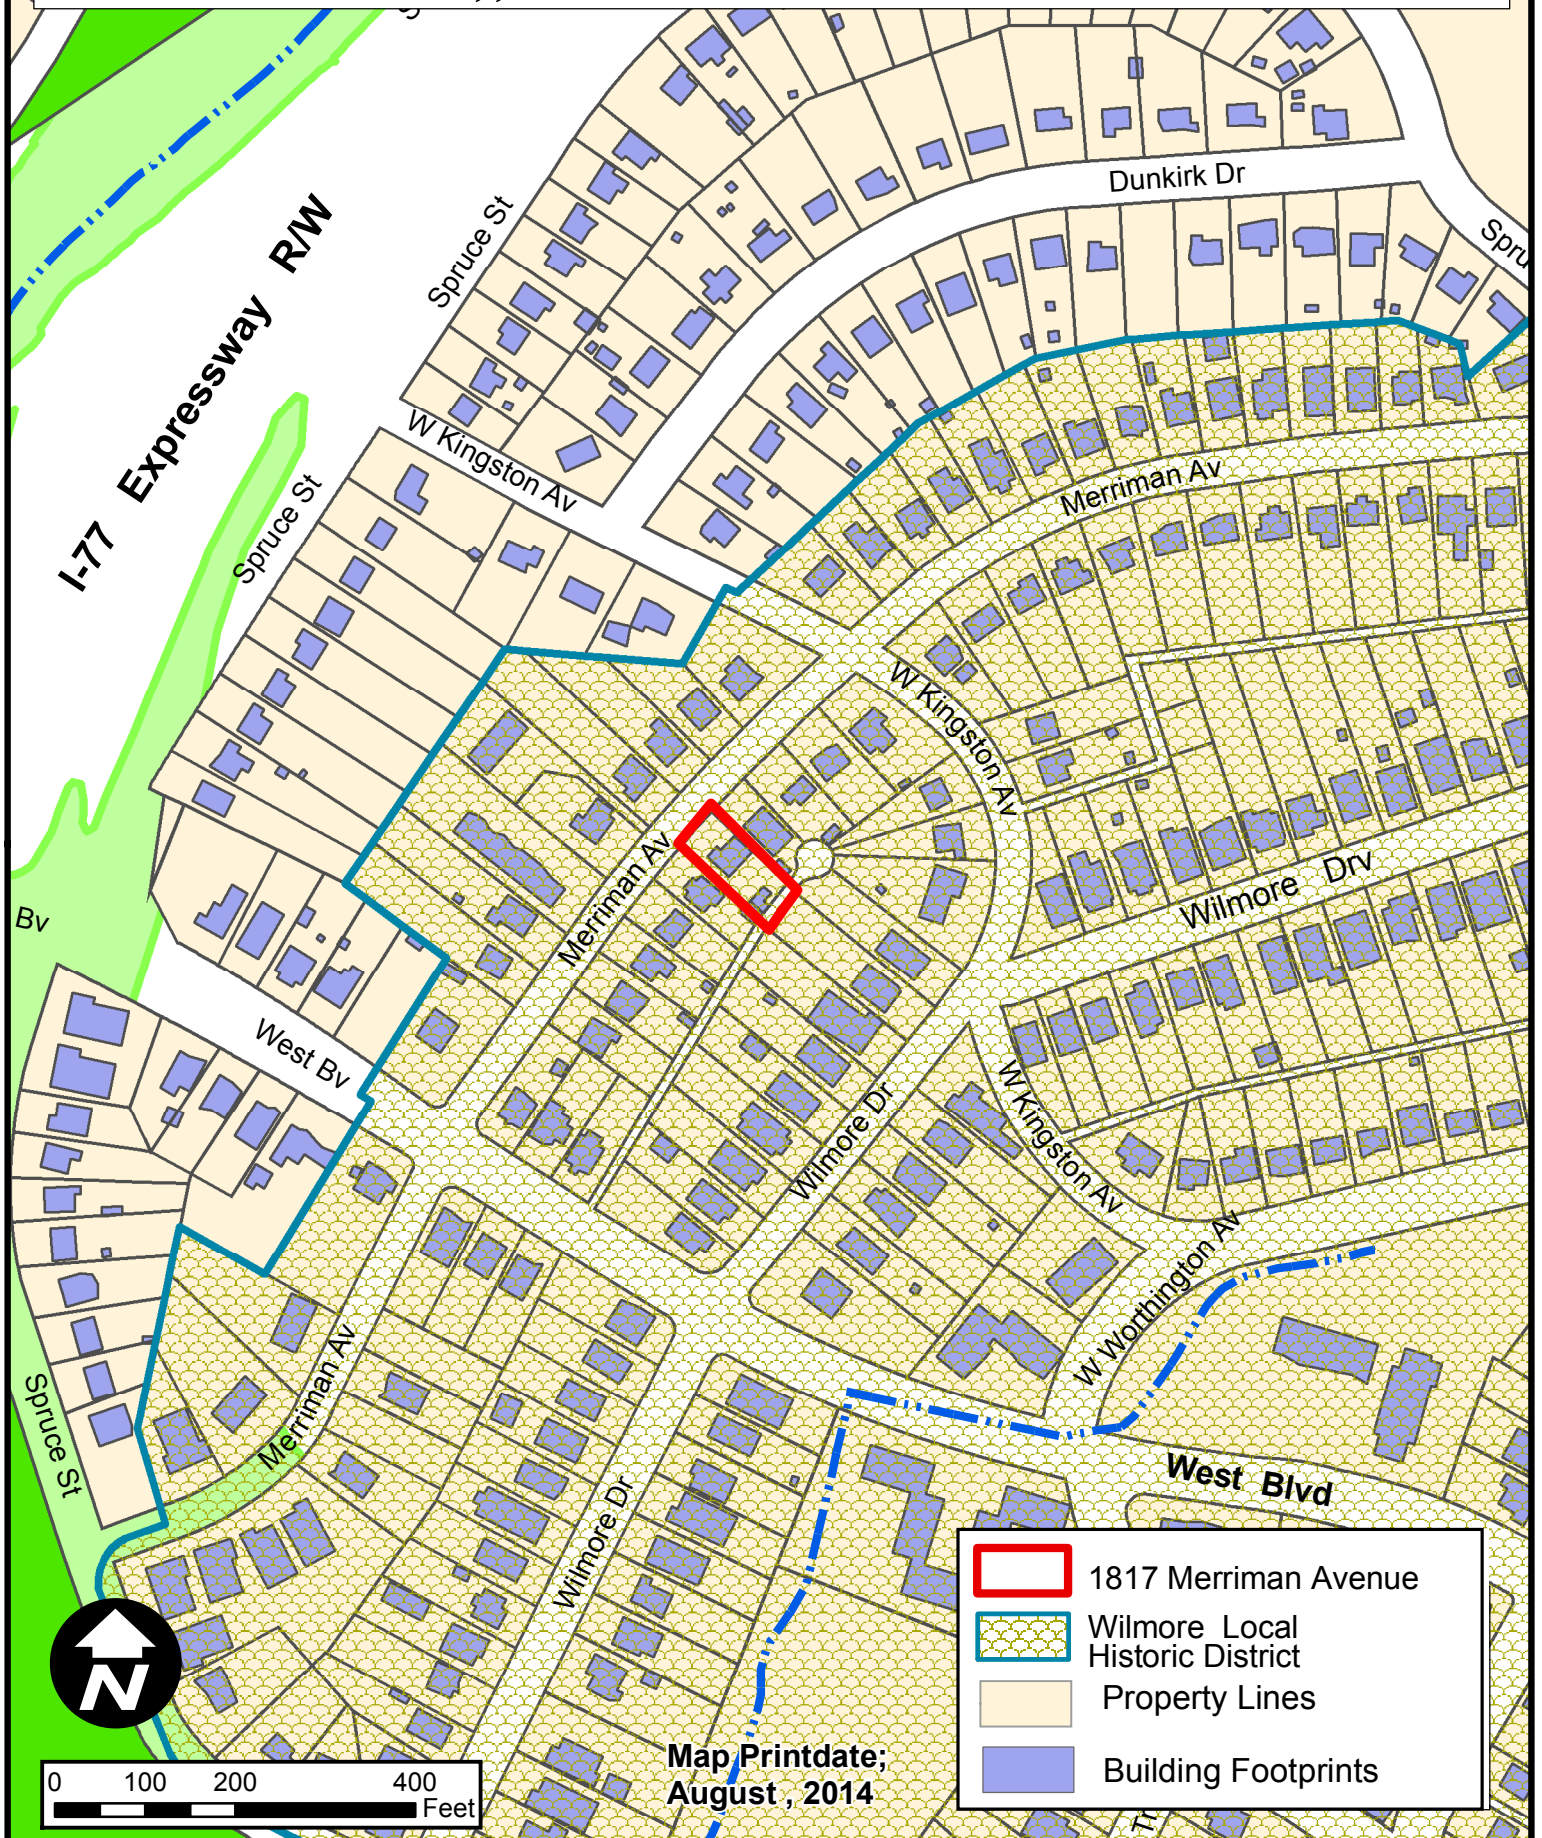 Dunkirk Dr
Spru
Spruce St
I-77 Expressway R/W
W Kingston Av
Merriman Av
Spruce St
W Kingston Av
Merriman Av
Wilmore Drv
Bv
West Bv
W Kingston Av
Wilmore Dr
W Worthington Av
Merriman Av
Spruce St
West Blvd
Wilmore Dr
1817 Merriman Avenue
Wilmore Local
Historic District
Property Lines
Building Footprints
N
Map Printdate;
August , 2014
0 100 200 400
Feet
Tr